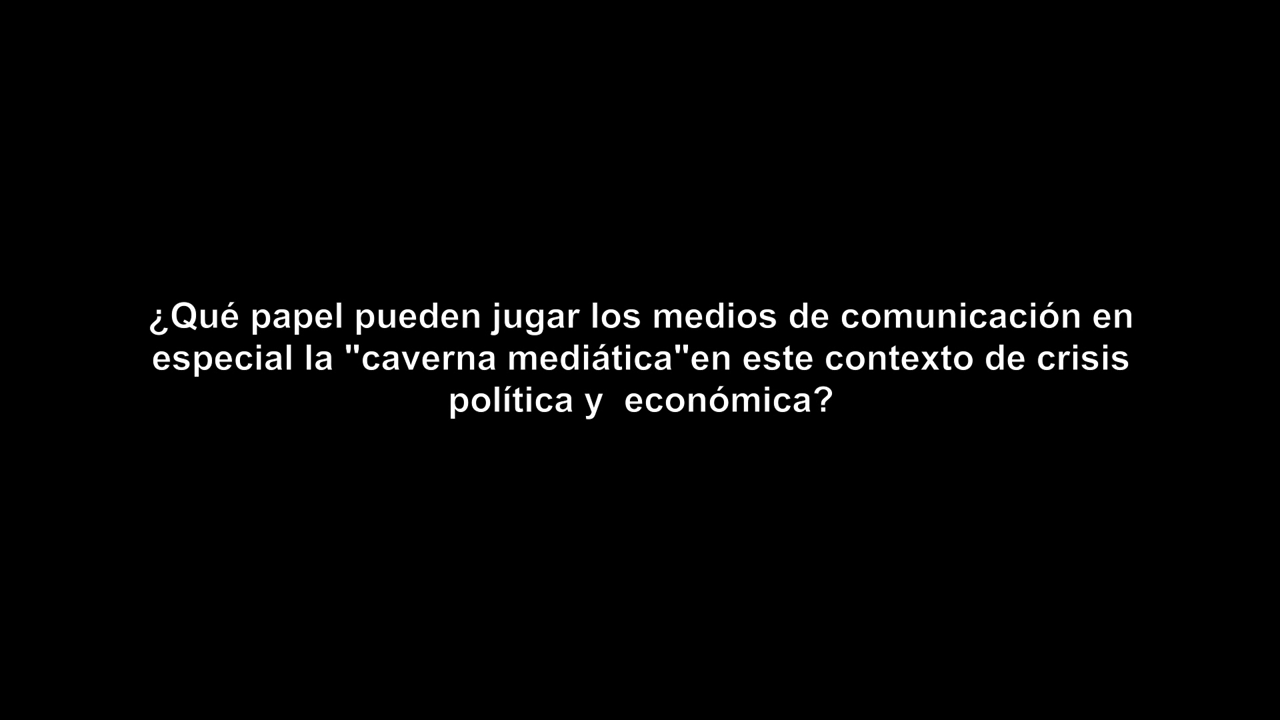 ¿Qué papel pueden jugar los medios de comunicación en
especial la "caverna mediática"en este contexto de crisis
política y  económica?